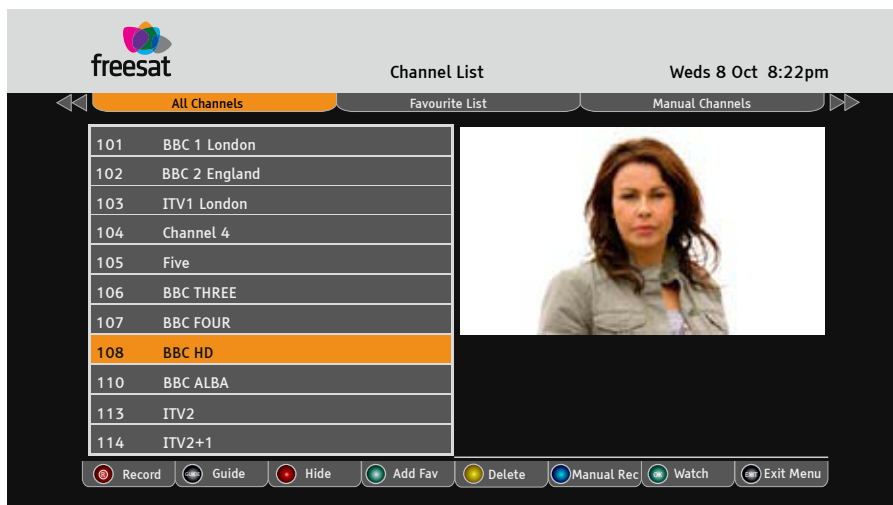 freesat
Channel List
Weds 8 Oct 8:22pm
All Channels
Favourite List
Manual Channels
101 BBC 1 London
102 BBC 2 England
103 ITV1 London
104 Channel 4
105 Five
106 BBC THREE
107 BBC FOUR
108 BBC HD
110 BBC ALBA
113 ITV2
114 ITV2+1
R Record GUIDE Guide Hide Add Fav Delete Manual Rec OK Watch EXIT Exit Menu